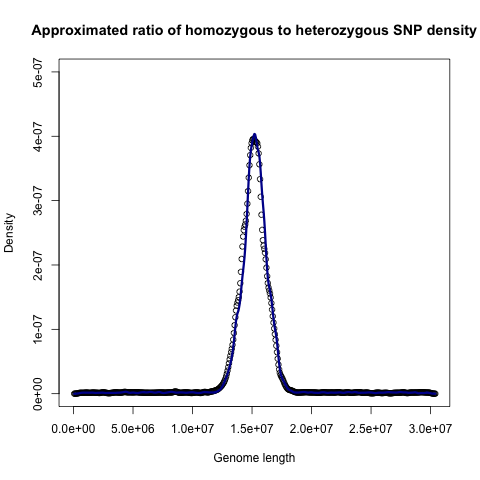 Approximated ratio of homozygous to heterozygous SNP density
5e-07
4e-07
3e-07
2e-07
1e-07
0e+00
Density
0.0e+00 5.0e+06 1.0e+07 1.5e+07 2.0e+07 2.5e+07 3.0e+07
Genome length